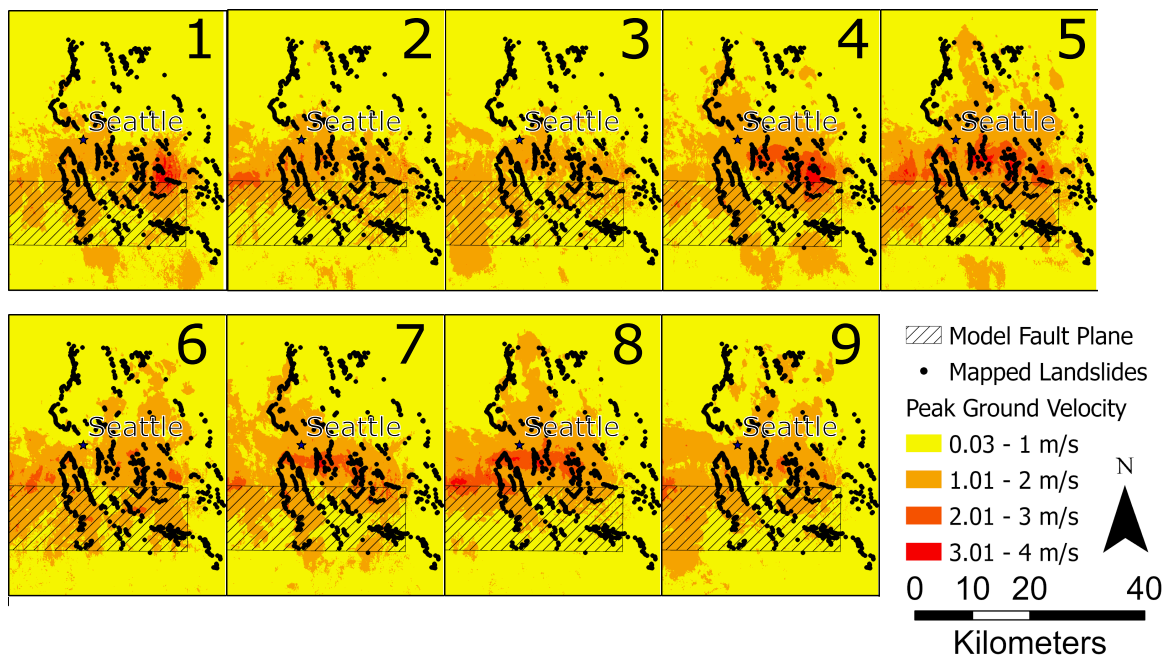 1
2
3
4
5
Seattle
Seattle
Seattle
Seattle
Seattle
6
7
8
9
Seattle
Seattle
Seattle
Seattle
Model Fault Plane
Mapped Landslides
Peak Ground Velocity
0.03 - 1 m/s
1.01 - 2 m/s
2.01 - 3 m/s
3.01 - 4 m/s
N
0 10 20 40
Kilometers